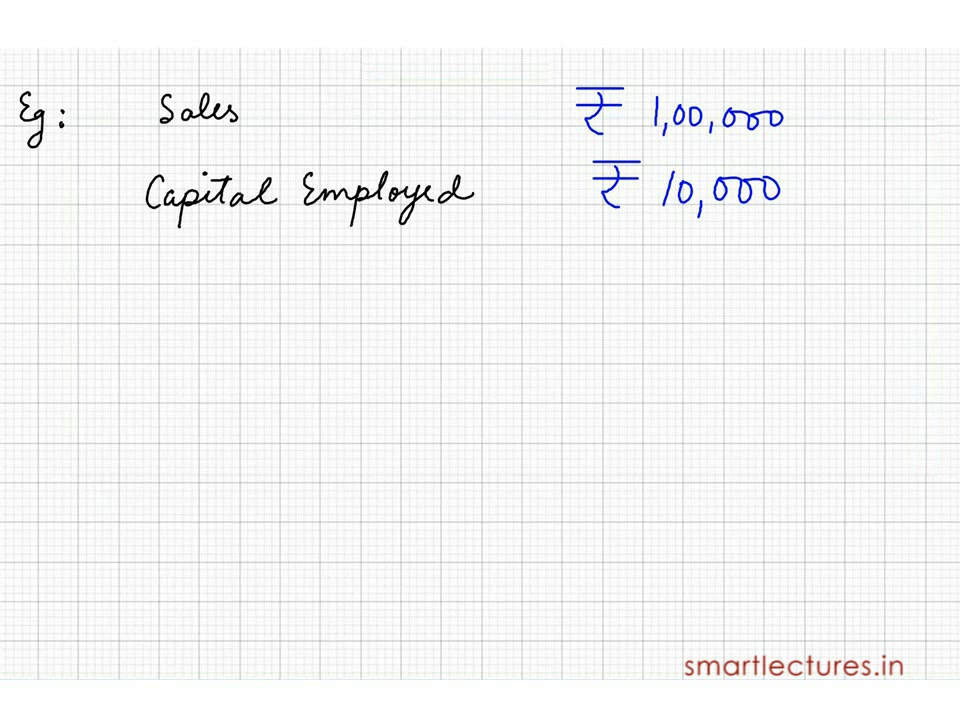 Eg: Sales ₹ 1,00,000
Capital Employed ₹ 10,000
smartlectures.in